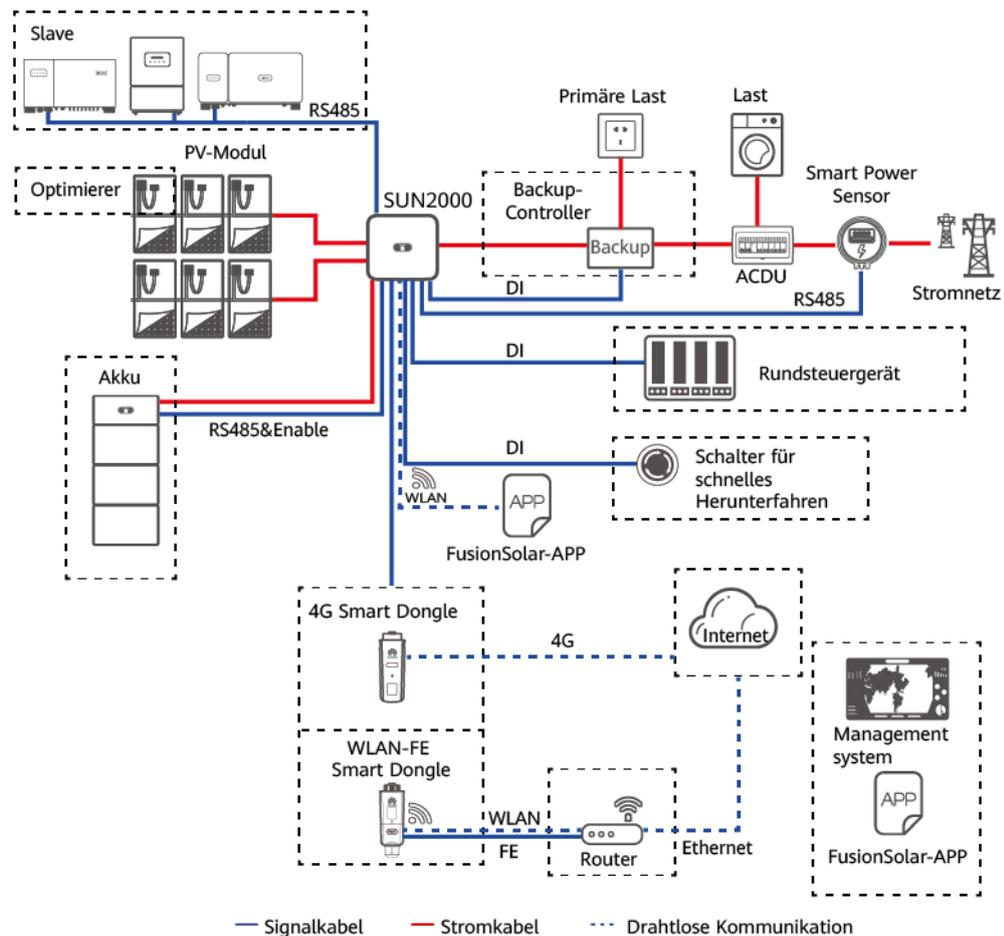 Slave
RS485
PV-Modul
Optimierer
SUN2000
Primäre Last
Last
Smart Power
Sensor
Backup-
Controller
Backup
ACDU
Stromnetz
DI
RS485
DI
Rundsteuergerät
Akku
RS485&Enable
DI
Schalter für
schnelles
Herunterfahren
WLAN
APP
FusionSolar-APP
4G Smart Dongle
4G
Internet
WLAN-FE
Smart Dongle
WLAN
FE
Router
Ethernet
Management
system
APP
FusionSolar-APP
Signalkabel
Stromkabel
Drahtlose Kommunikation